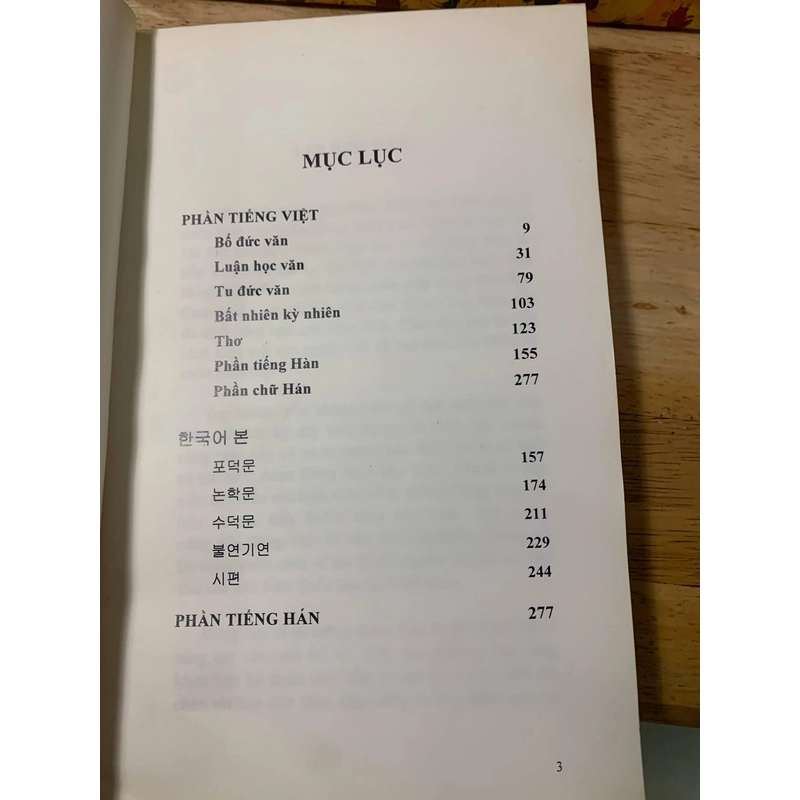 MỤC LỤC
PHẦN TIẾNG VIỆT
Bố đức văn 9
Luận học văn 31
Tu đức văn 79
Bất nhiên kỳ nhiên 103
Thơ 123
Phần tiếng Hàn 155
Phần chữ Hán 277
한국어 본
포덕문 157
논학문 174
수덕문 211
불연기연 229
시편 244
PHẦN TIẾNG HÁN 277
3